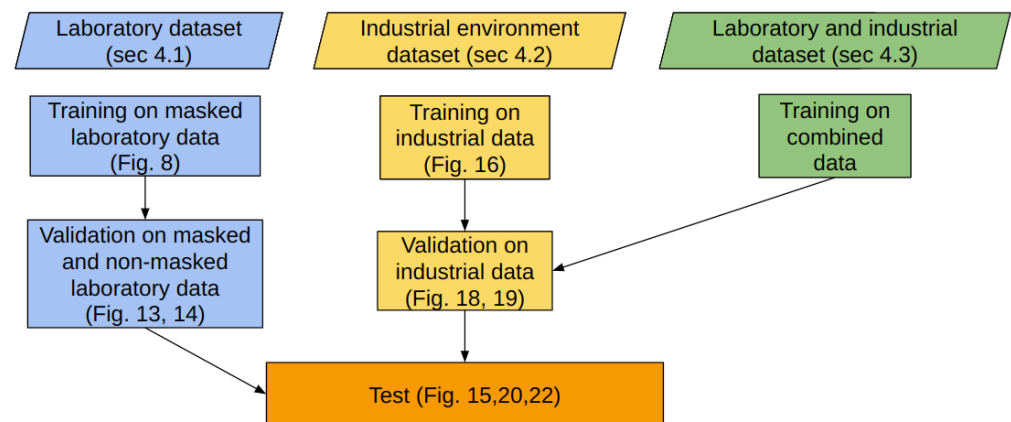 Laboratory dataset
(sec 4.1)
Industrial environment
dataset (sec 4.2)
Laboratory and industrial
dataset (sec 4.3)
Training on masked
laboratory data
(Fig. 8)
Training on
industrial data
(Fig. 16)
Training on
combined
data
Validation on masked
and non-masked
laboratory data
(Fig. 13, 14)
Validation on
industrial data
(Fig. 18, 19)
Test (Fig. 15,20,22)